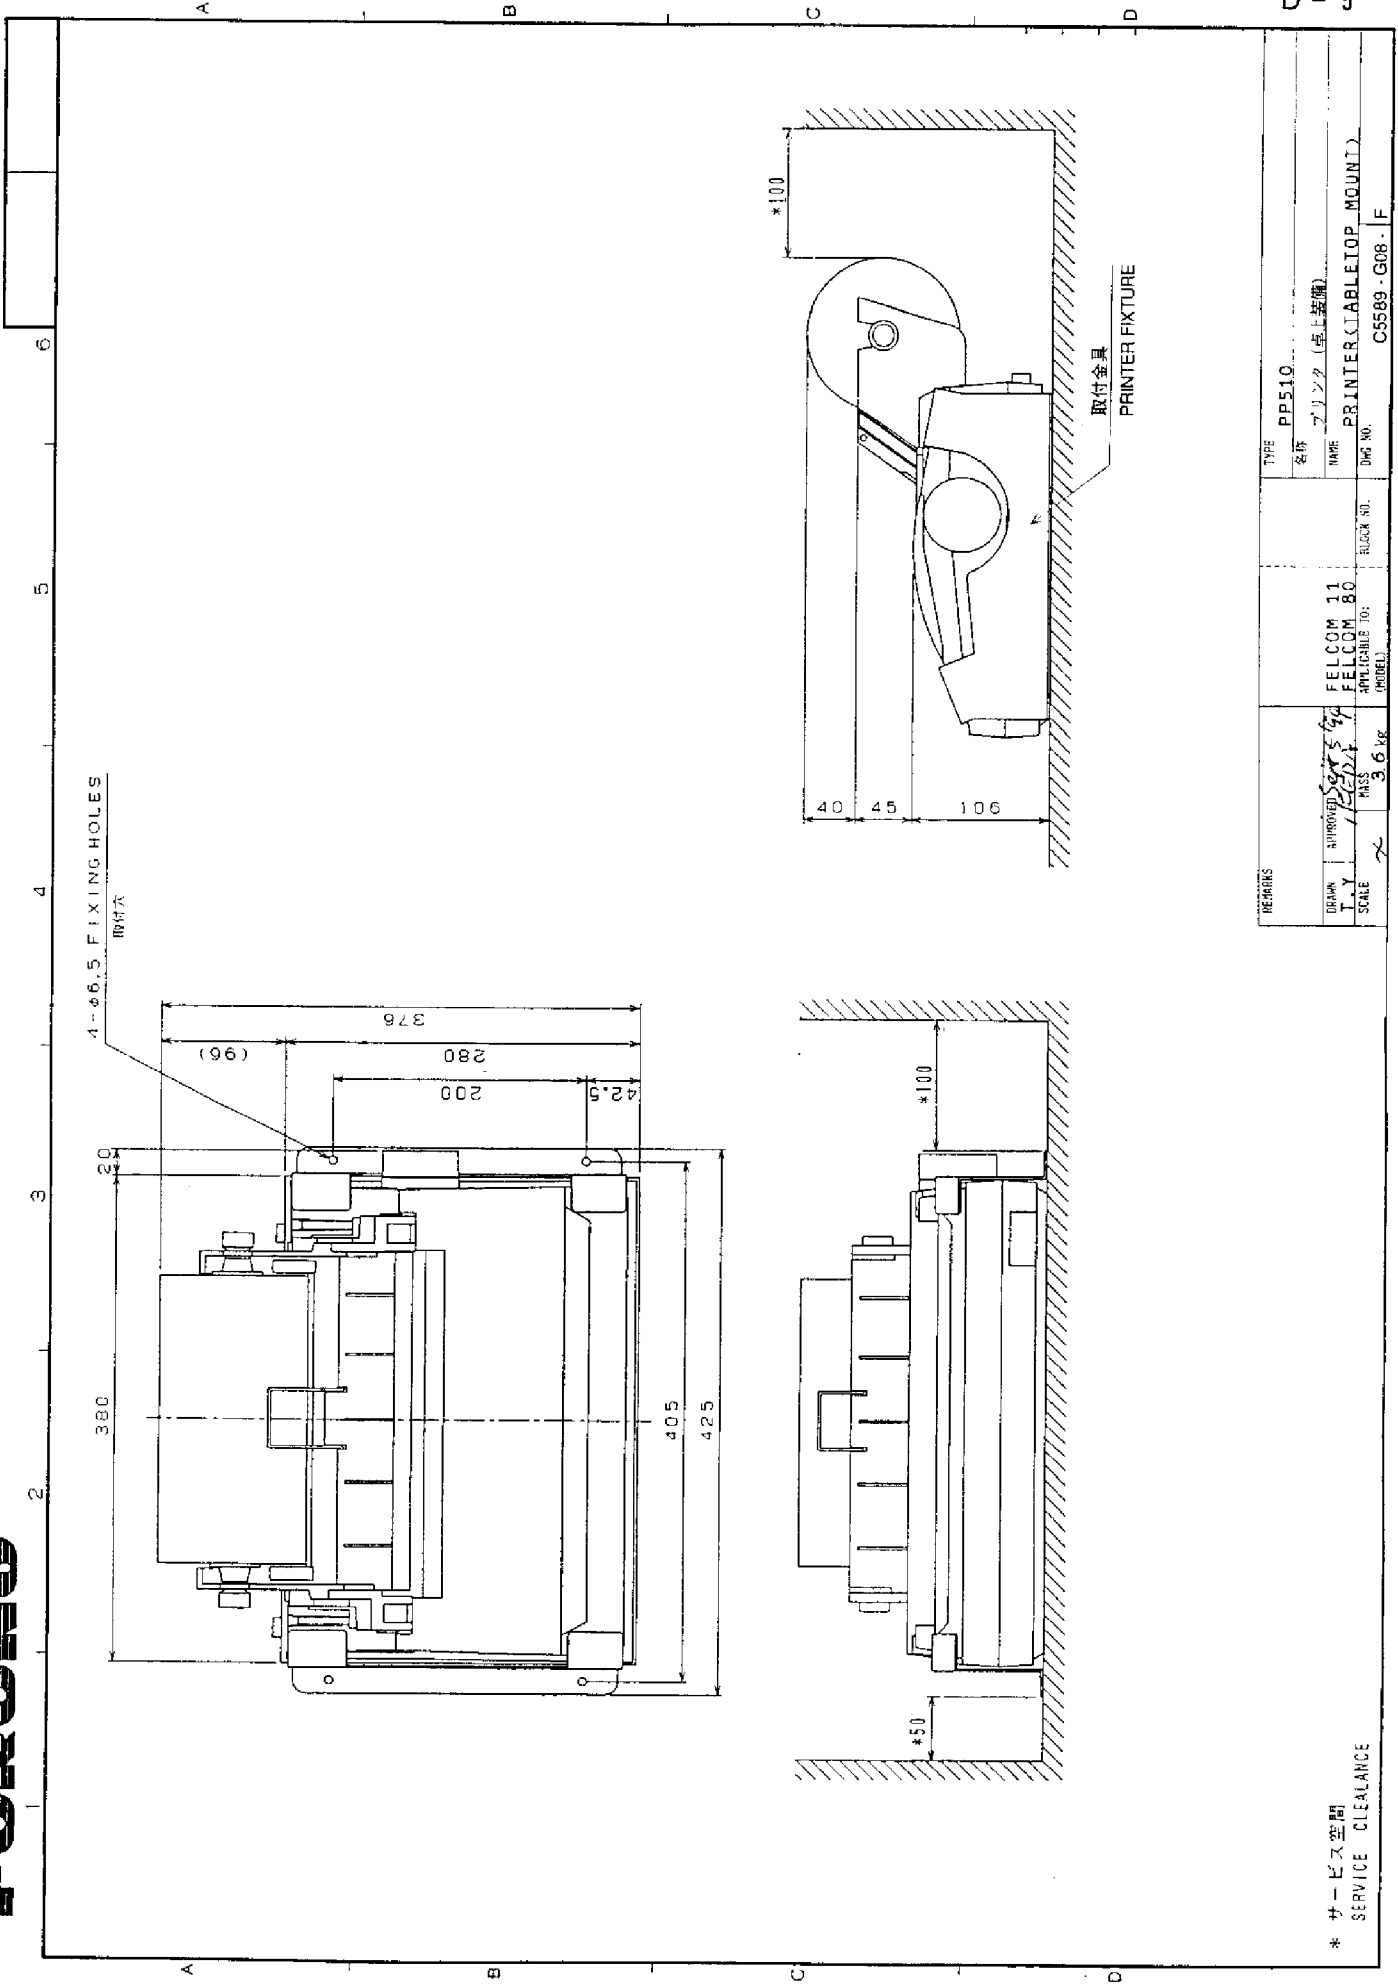 FURUNO
1
2
3
4
5
6
A
B
C
D
A
B
C
D
4-φ6.5 FIXING HOLES
取付穴
380
20
(96)
376
280
200
42.5
405
425
*50
*100
*100
40
45
106
取付金具
PRINTER FIXTURE
* サービス空間
SERVICE CLEALANCE
REMARKS
DRAWN
T.Y
APPROVED
SCALE
MASS
3.6 kg
FELCOM 11
FELCOM 80
APPLICABLE TO:
(MODEL)
BLOCK NO.
TYPE
PP510
名称
プリンタ (卓上装備)
NAME
PRINTER(TABLETOP MOUNT)
DWG NO.
C5589 - G08 - F